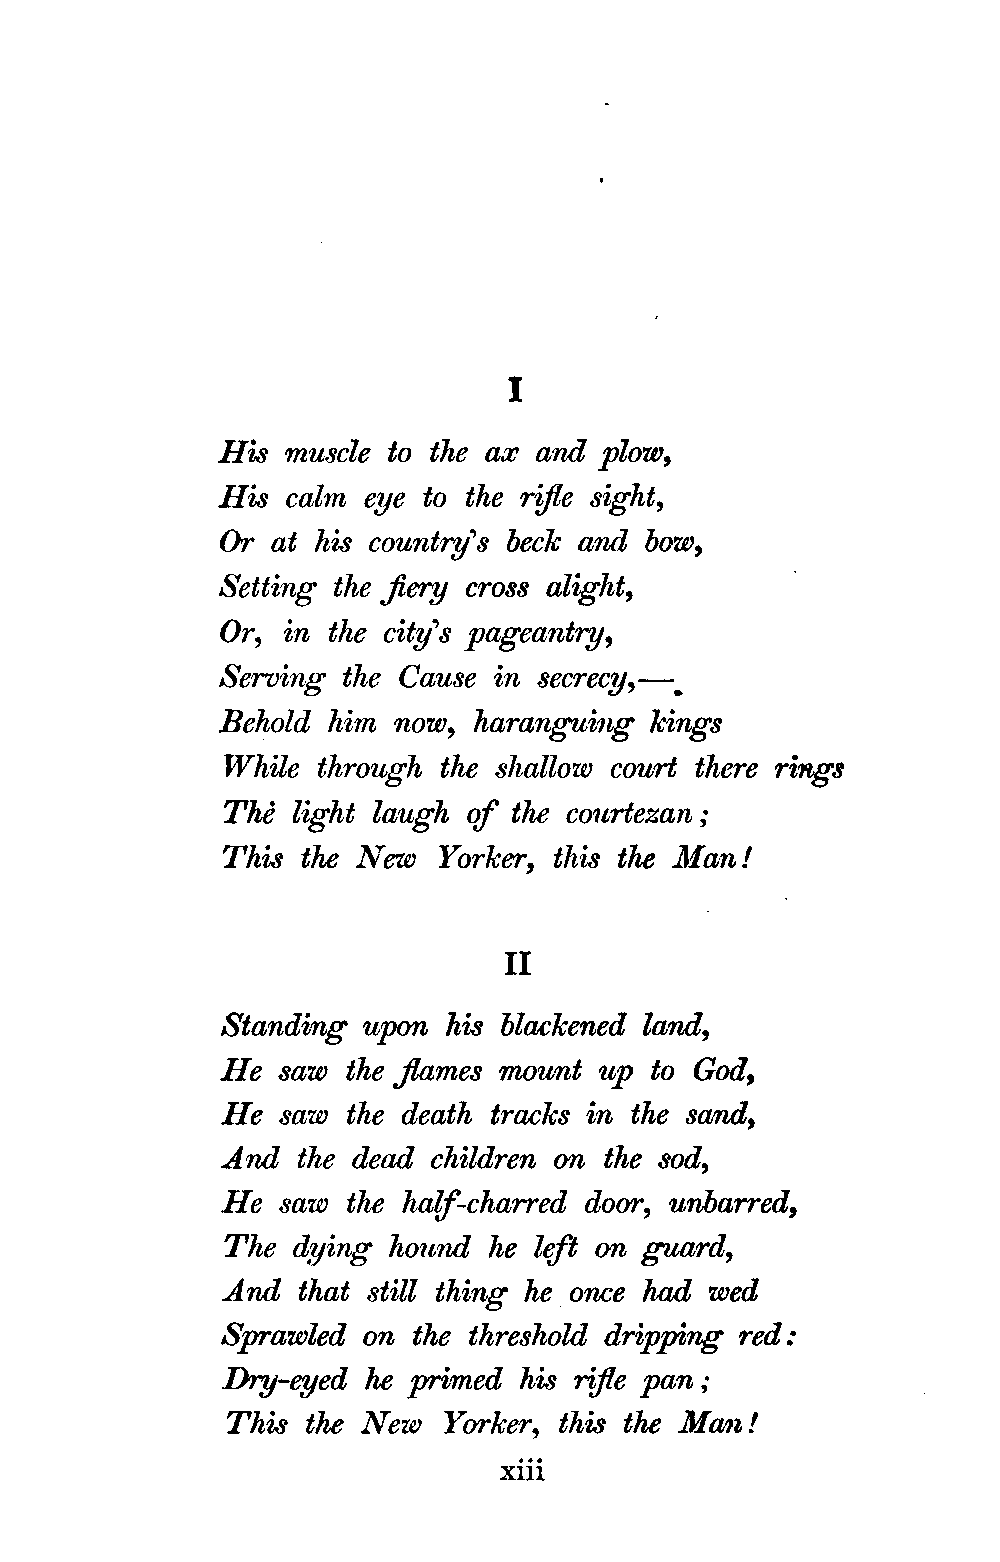 I
His muscle to the ax and plow,
His calm eye to the rifle sight,
Or at his country's beck and bow,
Setting the fiery cross alight,
Or, in the city's pageantry,
Serving the Cause in secrecy,—
Behold him now, haranguing kings
While through the shallow court there rings
The light laugh of the courtezan;
This the New Yorker, this the Man!
II
Standing upon his blackened land,
He saw the flames mount up to God,
He saw the death tracks in the sand,
And the dead children on the sod,
He saw the half-charred door, unbarred,
The dying hound he left on guard,
And that still thing he once had wed
Sprawled on the threshold dripping red:
Dry-eyed he primed his rifle pan;
This the New Yorker, this the Man!
xiii